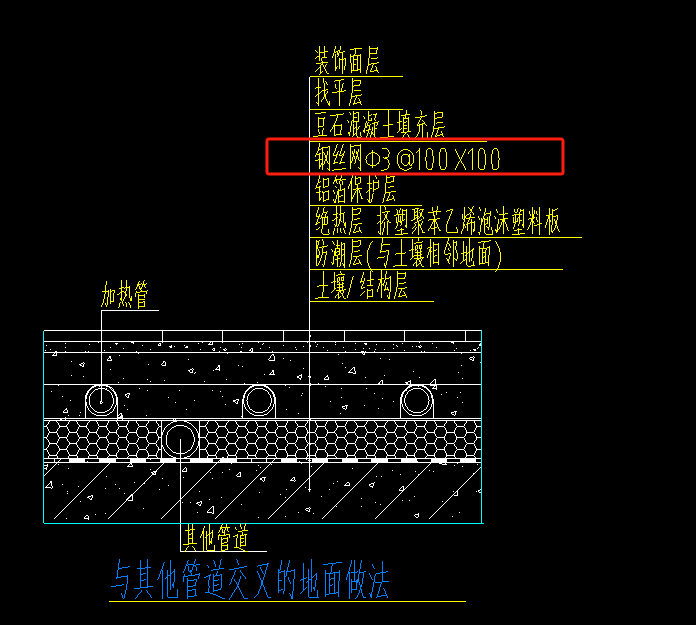 装饰面层
找平层
豆石混凝土填充层
钢丝网Φ3@100X100
铝箔保护层
绝热层 挤塑聚苯乙烯泡沫塑料板
防潮层(与土壤相邻地面)
土壤/结构层
加热管
其他管道
与其他管道交叉的地面做法